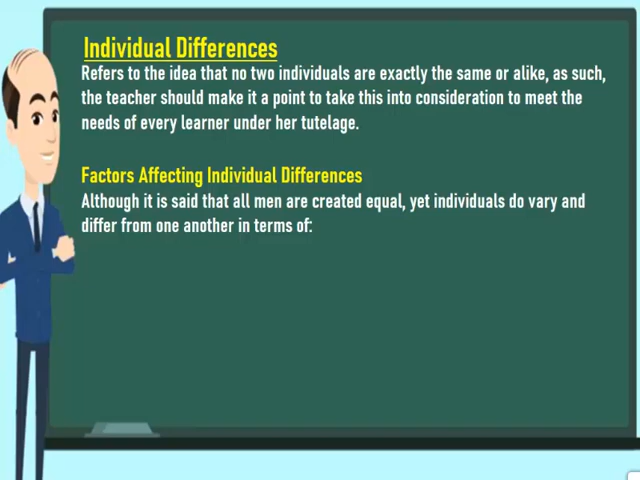 Individual Differences
Refers to the idea that no two individuals are exactly the same or alike, as such,
the teacher should make it a point to take this into consideration to meet the
needs of every learner under her tutelage.
Factors Affecting Individual Differences
Although it is said that all men are created equal, yet individuals do vary and
differ from one another in terms of: